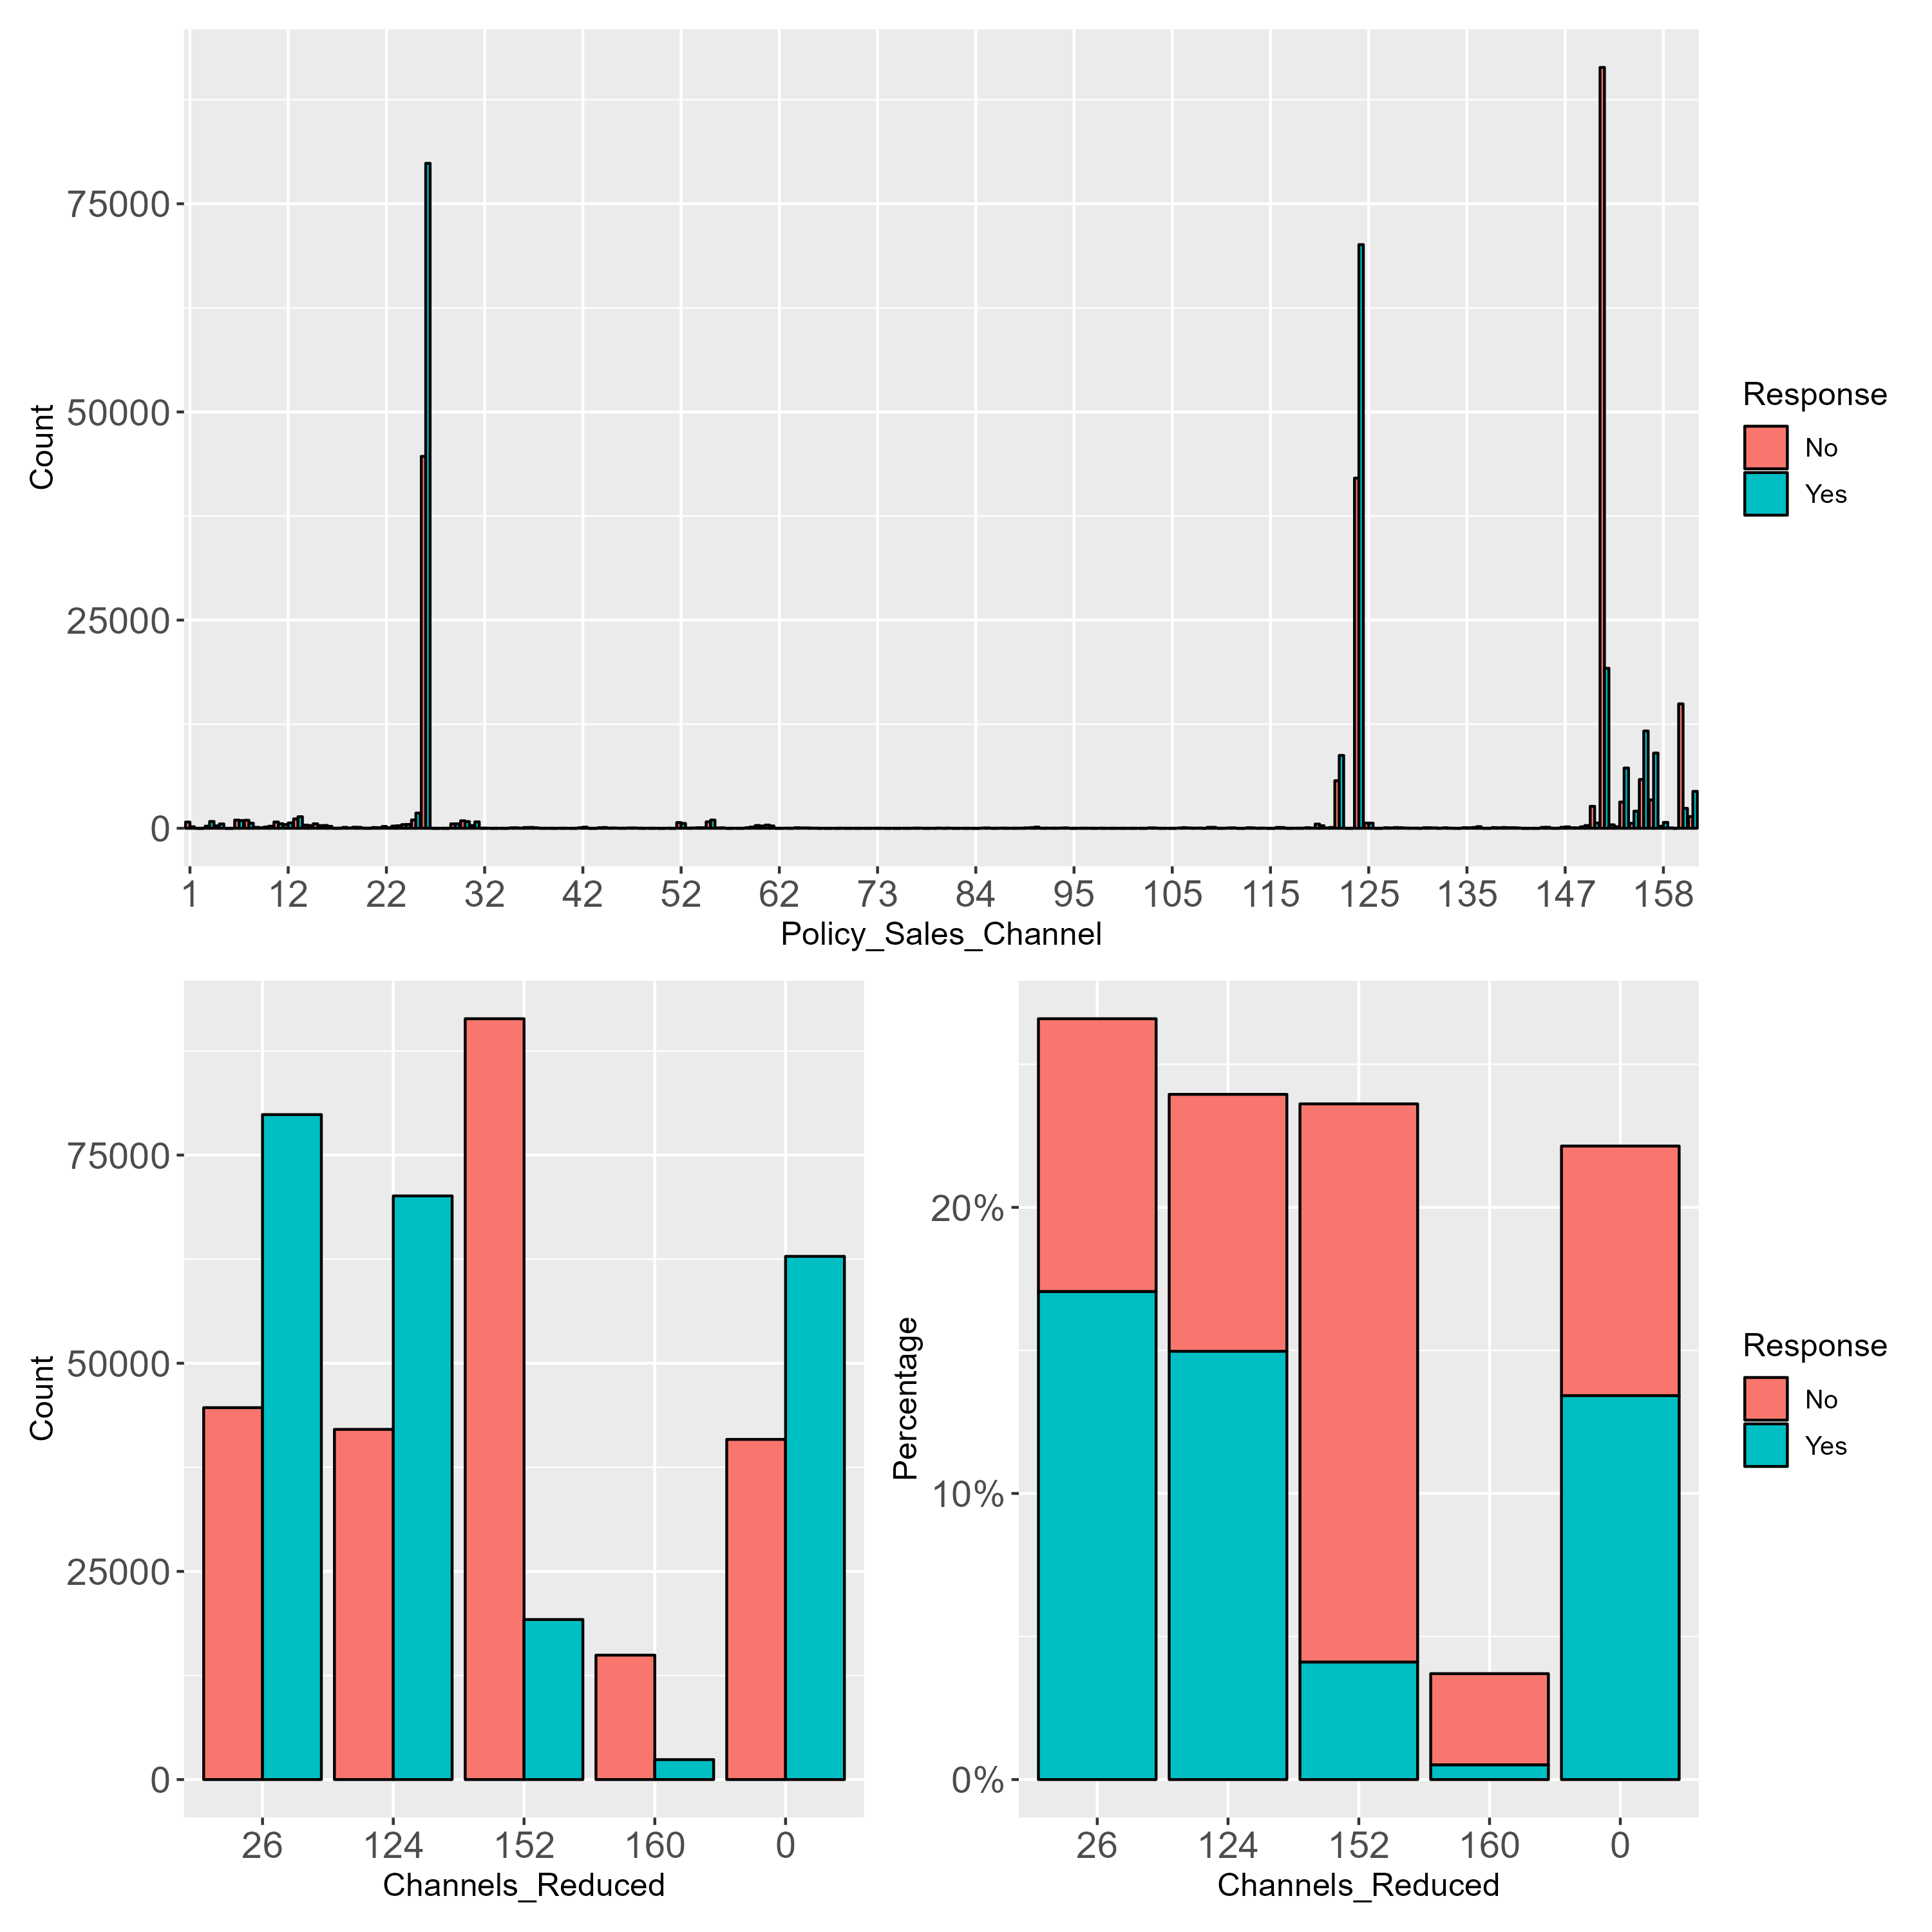 Count
75000
50000
25000
0
1 12 22 32 42 52 62 73 84 95 105 115 125 135 147 158
Policy_Sales_Channel
Response
No
Yes
Count
75000
50000
25000
0
26 124 152 160 0
Channels_Reduced
Percentage
20%
10%
0%
26 124 152 160 0
Channels_Reduced
Response
No
Yes